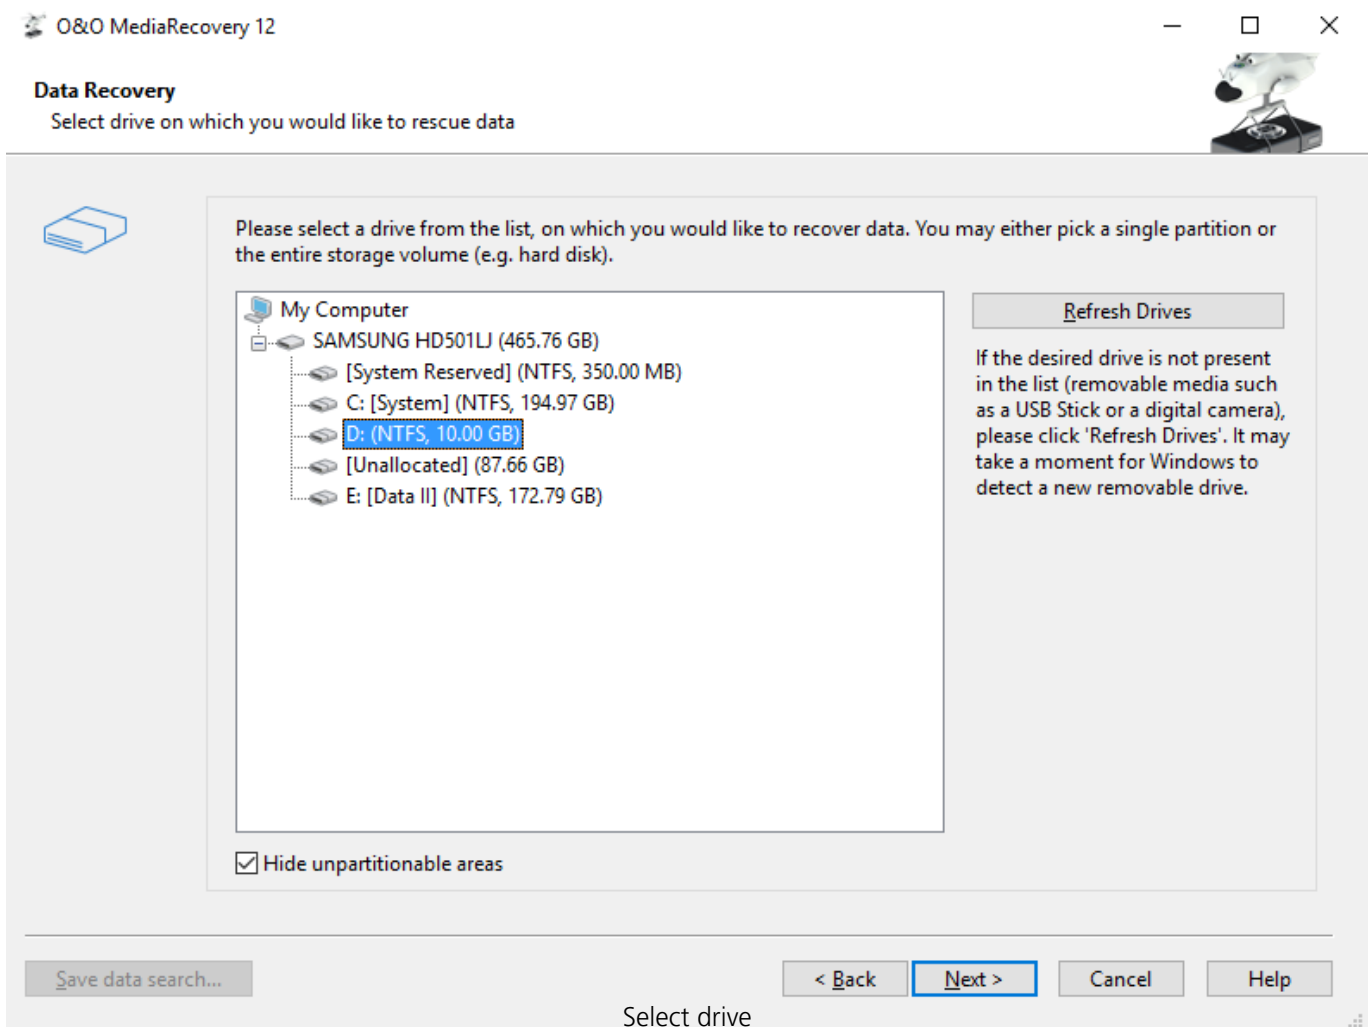 O&O MediaRecovery 12
Data Recovery
Select drive on which you would like to rescue data
Please select a drive from the list, on which you would like to recover data. You may either pick a single partition or
the entire storage volume (e.g. hard disk).
My Computer
SAMSUNG HD501LJ (465.76 GB)
[System Reserved] (NTFS, 350.00 MB)
C: [System] (NTFS, 194.97 GB)
D: (NTFS, 10.00 GB)
[Unallocated] (87.66 GB)
E: [Data II] (NTFS, 172.79 GB)
Refresh Drives
If the desired drive is not present
in the list (removable media such
as a USB Stick or a digital camera),
please click 'Refresh Drives'. It may
take a moment for Windows to
detect a new removable drive.
Hide unpartitionable areas
Save data search...
< Back
Next >
Cancel
Help
Select drive